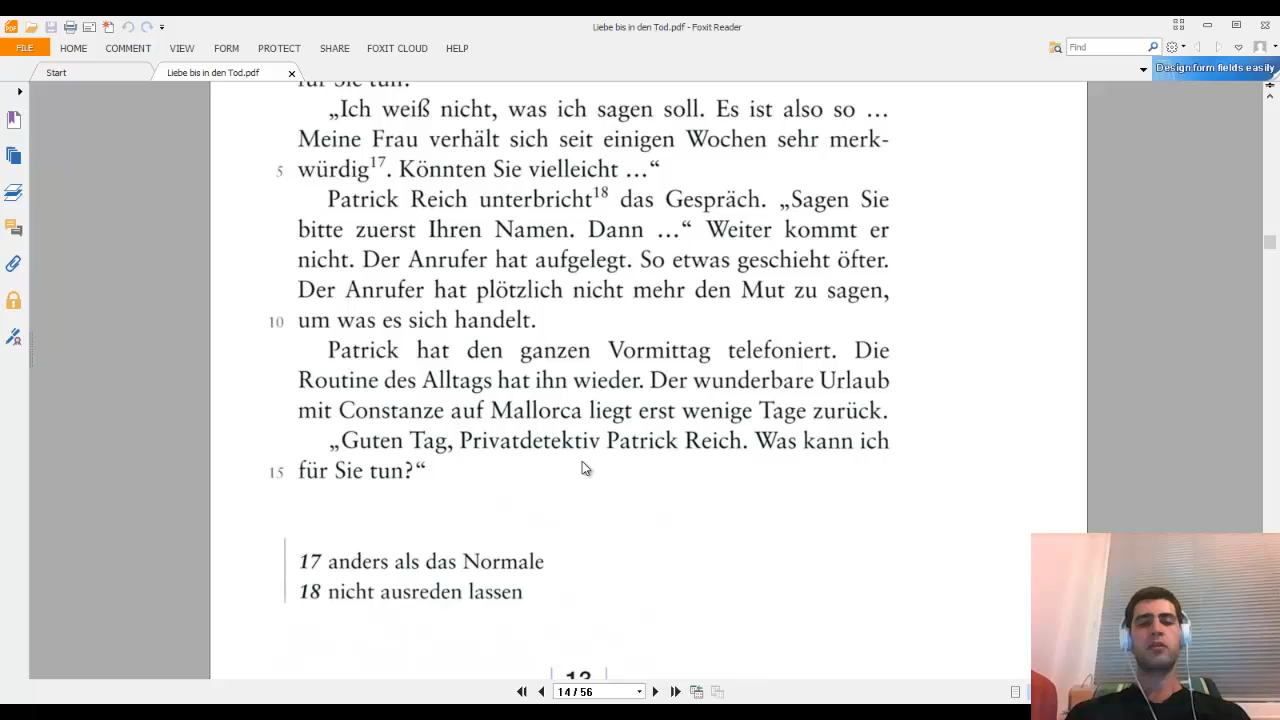 Liebe bis in den Tod.pdf - Foxit Reader
FILE HOME COMMENT VIEW FORM PROTECT SHARE FOXIT CLOUD HELP
Find
Start
Liebe bis in den Tod.pdf
Design form fields easily
für Sie tun?
„Ich weiß nicht, was ich sagen soll. Es ist also so …
Meine Frau verhält sich seit einigen Wochen sehr merk-
5 würdig17. Könnten Sie vielleicht …“
Patrick Reich unterbricht18 das Gespräch. „Sagen Sie
bitte zuerst Ihren Namen. Dann …“ Weiter kommt er
nicht. Der Anrufer hat aufgelegt. So etwas geschieht öfter.
Der Anrufer hat plötzlich nicht mehr den Mut zu sagen,
10 um was es sich handelt.
Patrick hat den ganzen Vormittag telefoniert. Die
Routine des Alltags hat ihn wieder. Der wunderbare Urlaub
mit Constanze auf Mallorca liegt erst wenige Tage zurück.
„Guten Tag, Privatdetektiv Patrick Reich. Was kann ich
15 für Sie tun?“
17 anders als das Normale
18 nicht ausreden lassen
13
14 / 56